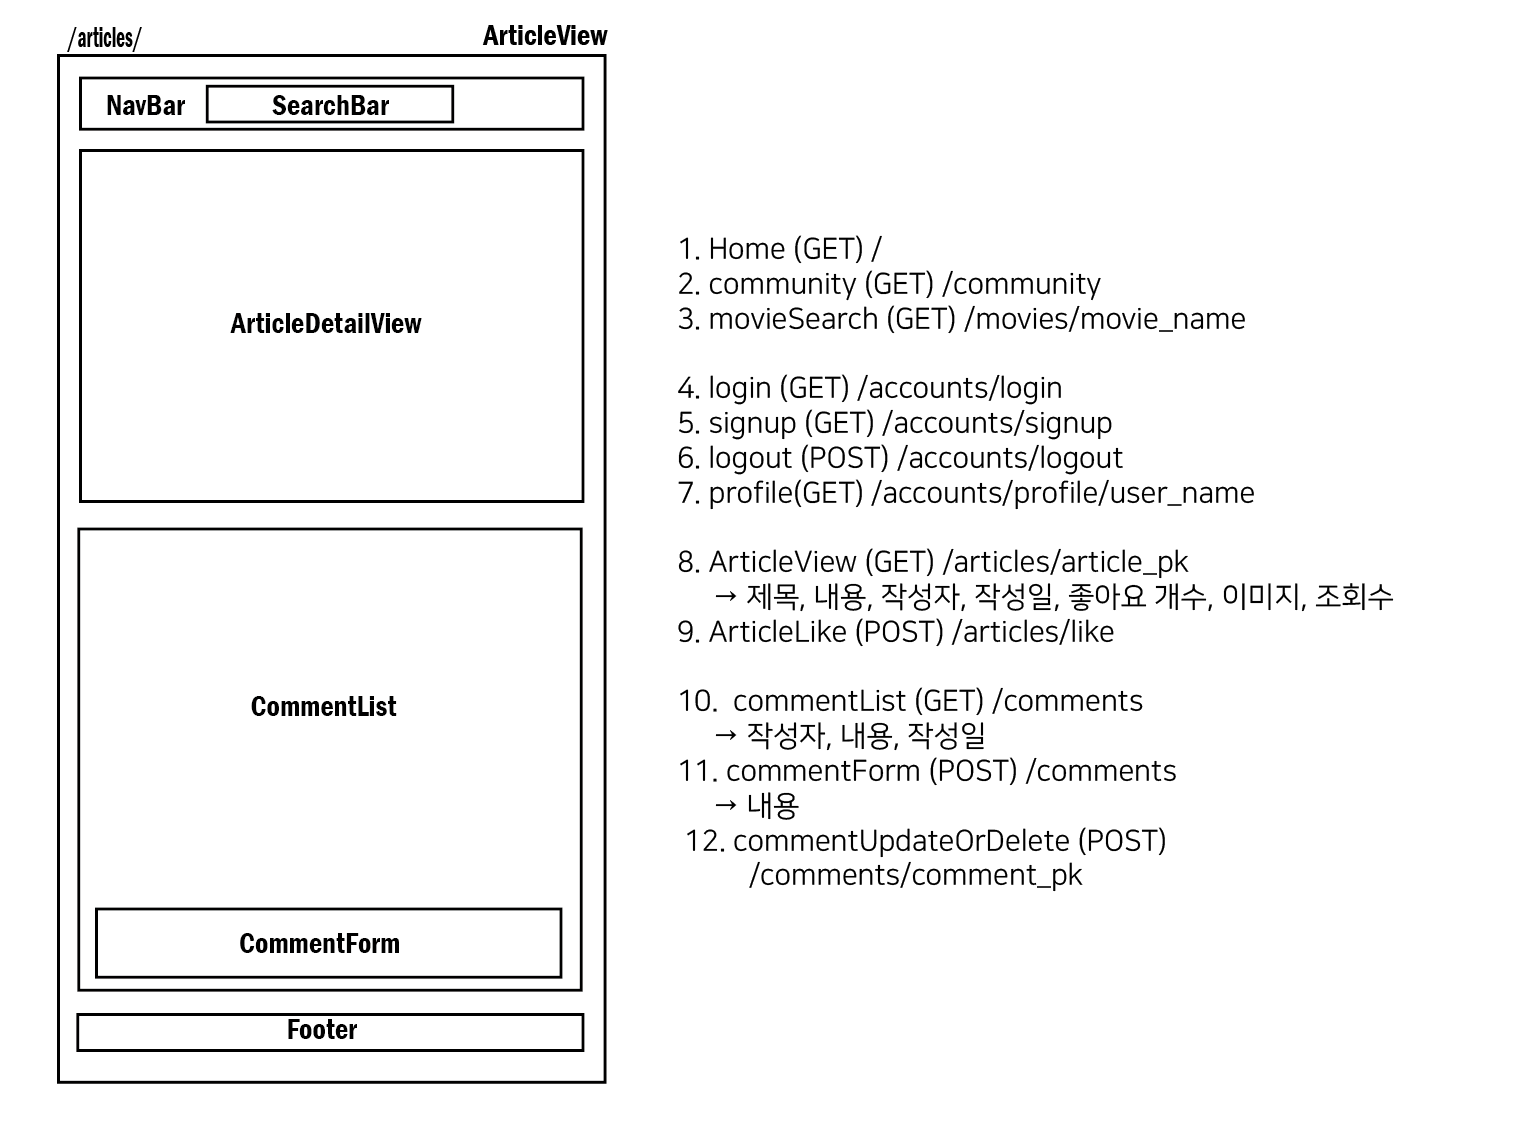 /articles/
ArticleView
NavBar
SearchBar
ArticleDetailView
CommentList
CommentForm
Footer
1. Home (GET) /
2. community (GET) /community
3. movieSearch (GET) /movies/movie_name
4. login (GET) /accounts/login
5. signup (GET) /accounts/signup
6. logout (POST) /accounts/logout
7. profile(GET) /accounts/profile/user_name
8. ArticleView (GET) /articles/article_pk
→ 제목, 내용, 작성자, 작성일, 좋아요 개수, 이미지, 조회수
9. ArticleLike (POST) /articles/like
10. commentList (GET) /comments
→ 작성자, 내용, 작성일
11. commentForm (POST) /comments
→ 내용
12. commentUpdateOrDelete (POST)
/comments/comment_pk